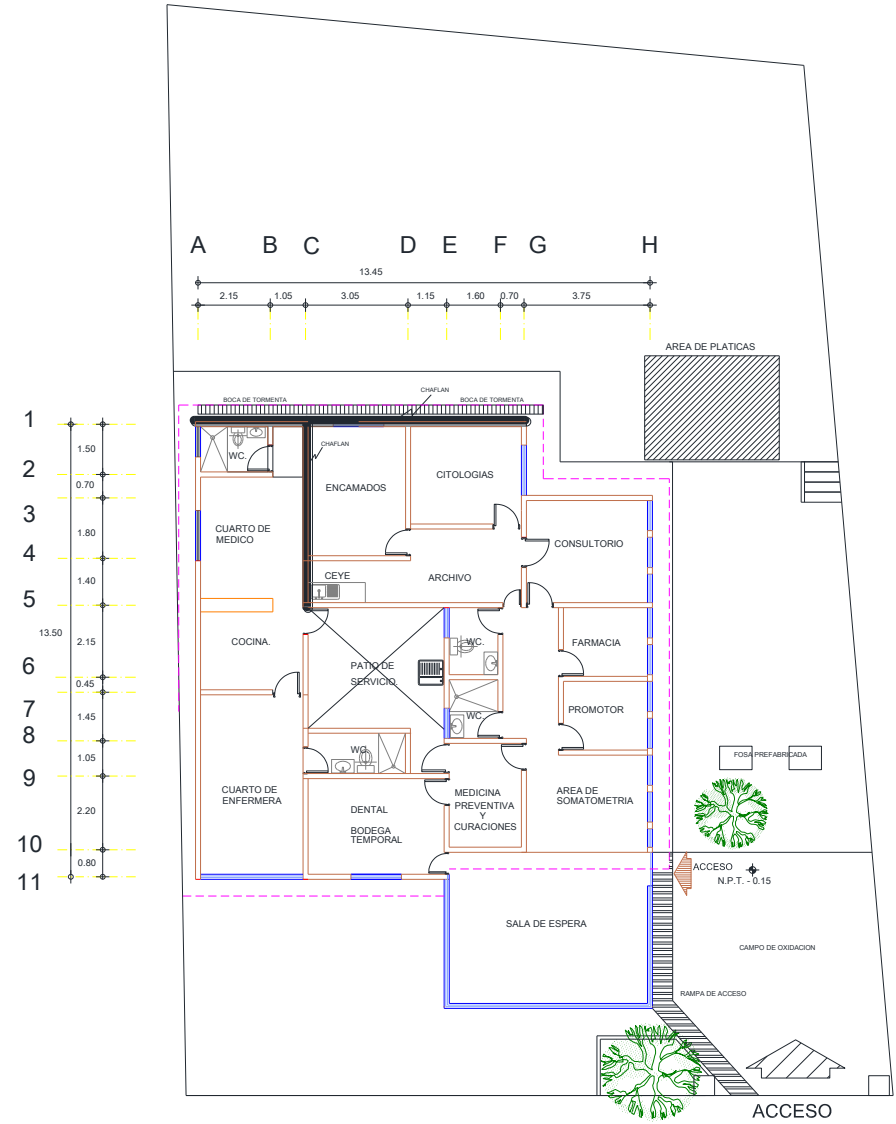 A B C D E F G H
13.45
2.15 1.05 3.05 1.15 1.60 0.70 3.75
AREA DE PLATICAS
CHAFLAN
BOCA DE TORMENTA
BOCA DE TORMENTA
1
1.50
WC.
CHAFLAN
2
0.70
ENCAMADOS
CITOLOGIAS
3
1.80
CUARTO DE
MEDICO
CONSULTORIO
4
1.40
CEYE
ARCHIVO
5
13.50
2.15
COCINA.
WC.
FARMACIA
6
0.45
PATIO DE
SERVICIO.
7
1.45
WC.
PROMOTOR
8
1.05
WC.
FOSA PREFABRICADA
9
2.20
CUARTO DE
ENFERMERA
DENTAL
BODEGA
TEMPORAL
MEDICINA
PREVENTIVA
Y
CURACIONES
AREA DE
SOMATOMETRIA
10
0.80
11
ACCESO
N.P.T. - 0.15
SALA DE ESPERA
CAMPO DE OXIDACION
RAMPA DE ACCESO
ACCESO